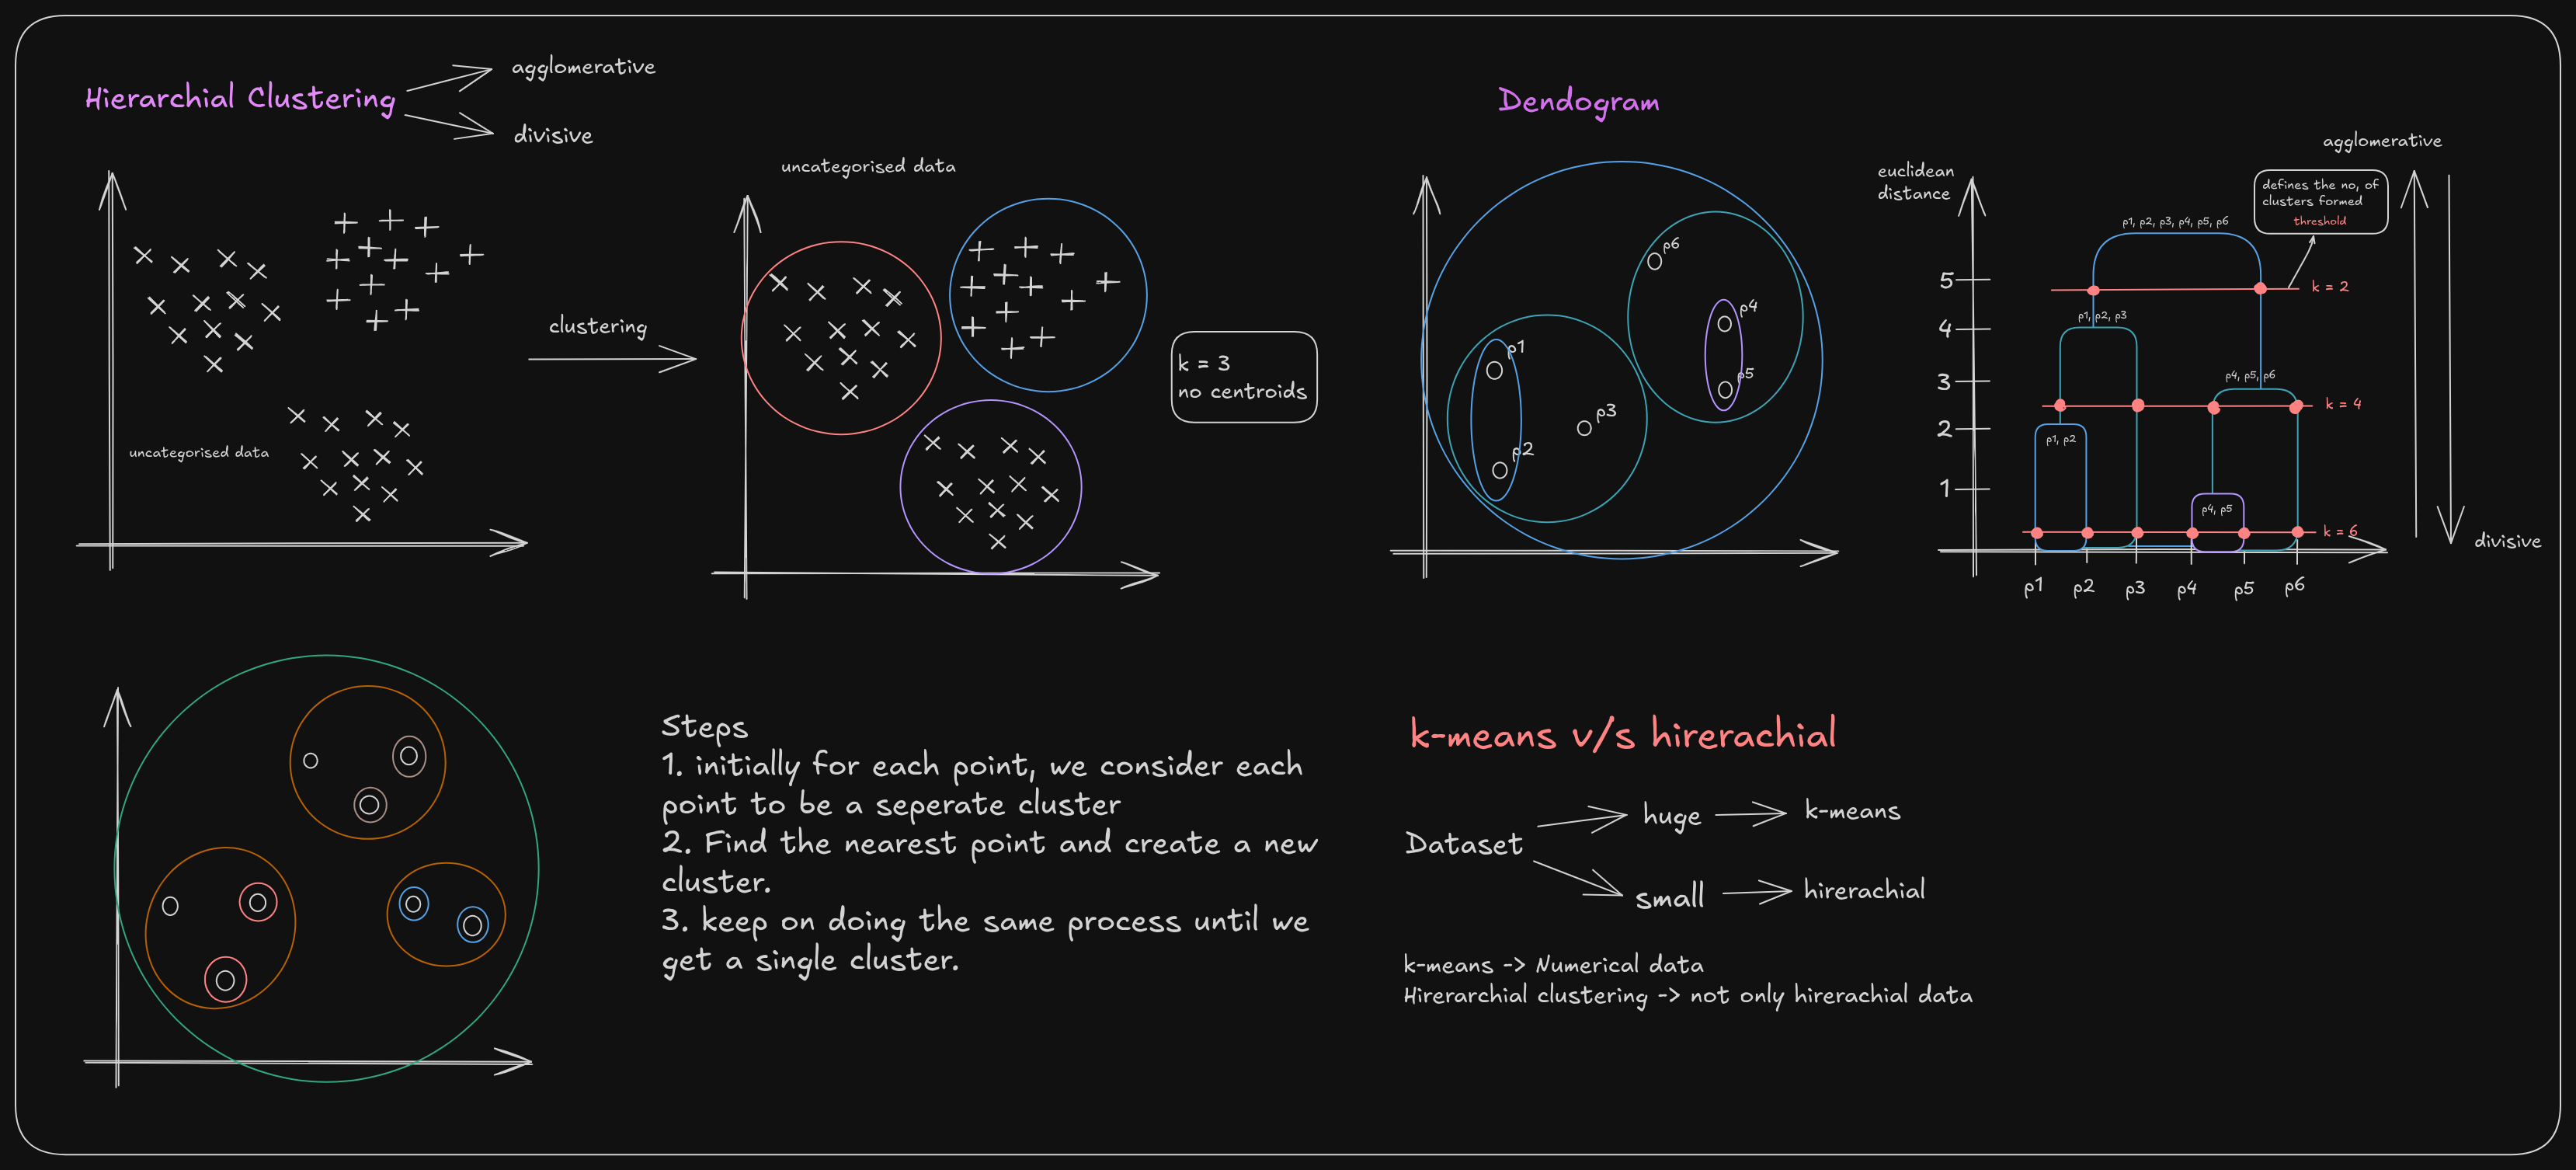 Hierarchial Clustering
agglomerative
divisive
uncategorised data
clustering
uncategorised data
k = 3
no centroids
Dendogram
p1
p2
p3
p4
p5
p6
euclidean
distance
5
4
3
2
1
p1, p2, p3, p4, p5, p6
p1, p2, p3
p4, p5, p6
p1, p2
p4, p5
k = 2
k = 4
k = 6
p1 p2 p3 p4 p5 p6
defines the no, of
clusters formed
threshold
agglomerative
divisive
Steps
1. initially for each point, we consider each
point to be a seperate cluster
2. Find the nearest point and create a new
cluster.
3. keep on doing the same process until we
get a single cluster.
k-means v/s hirerachial
Dataset
huge
k-means
small
hirerachial
k-means -> Numerical data
Hirerarchial clustering -> not only hirerachial data